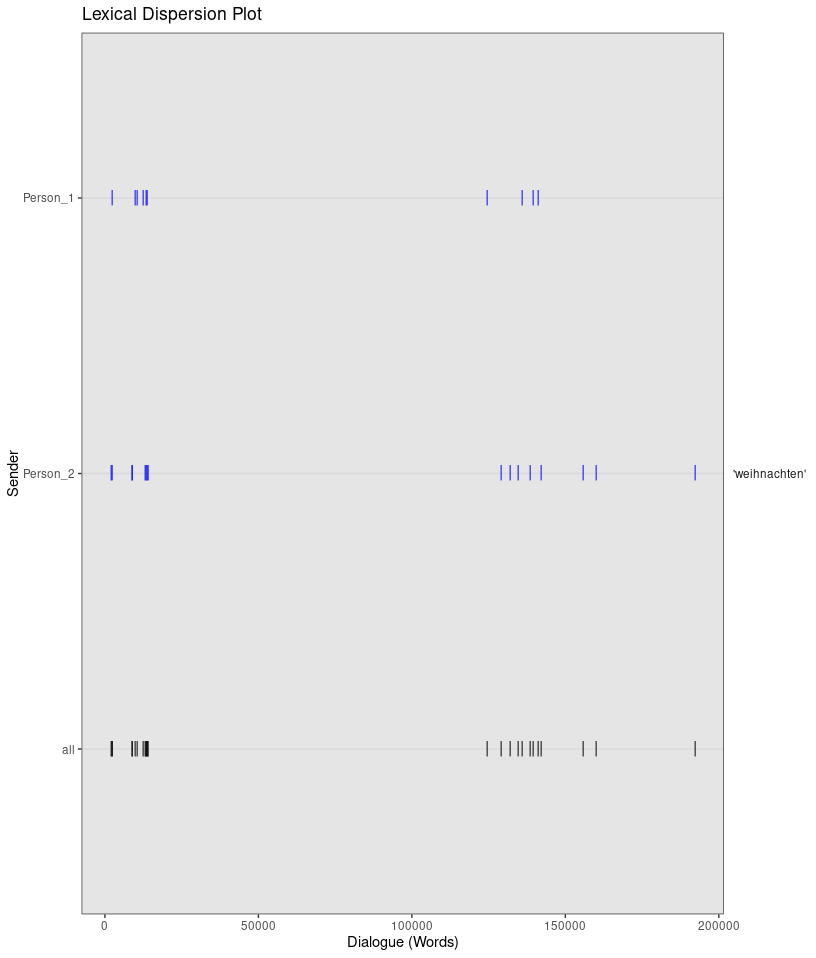 Lexical Dispersion Plot
Person_1
Sender
Person_2
'weihnachten'
all
0 50000 100000 150000 200000
Dialogue (Words)